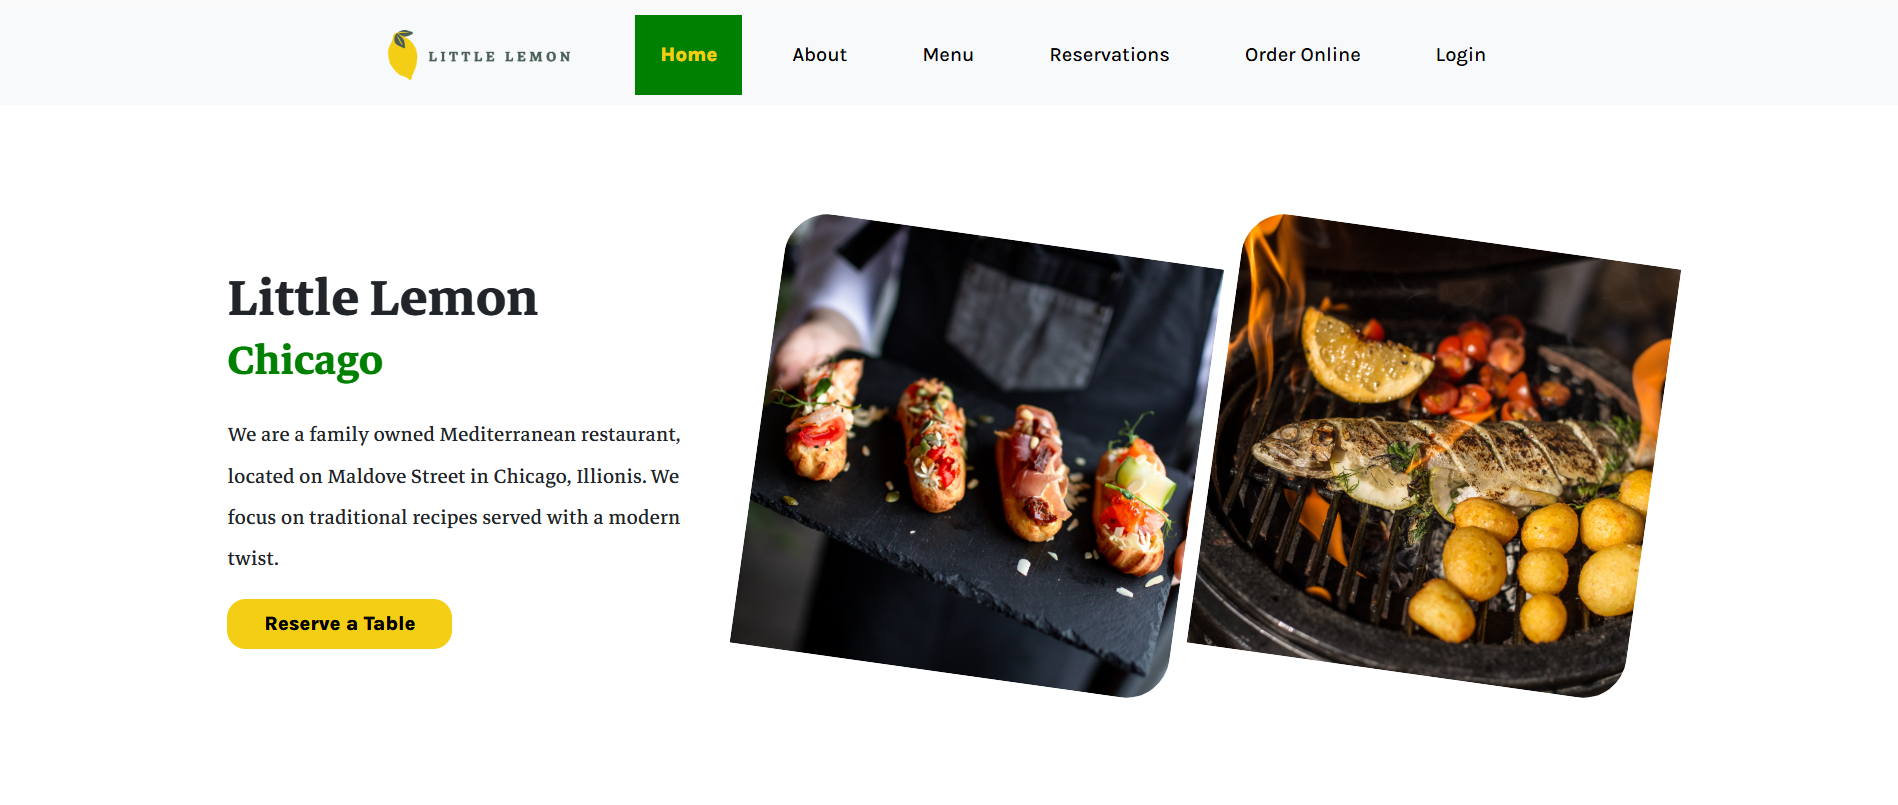 LITTLE LEMON
Home
About
Menu
Reservations
Order Online
Login
Little Lemon
Chicago
We are a family owned Mediterranean restaurant,
located on Maldove Street in Chicago, Illionis. We
focus on traditional recipes served with a modern
twist.
Reserve a Table